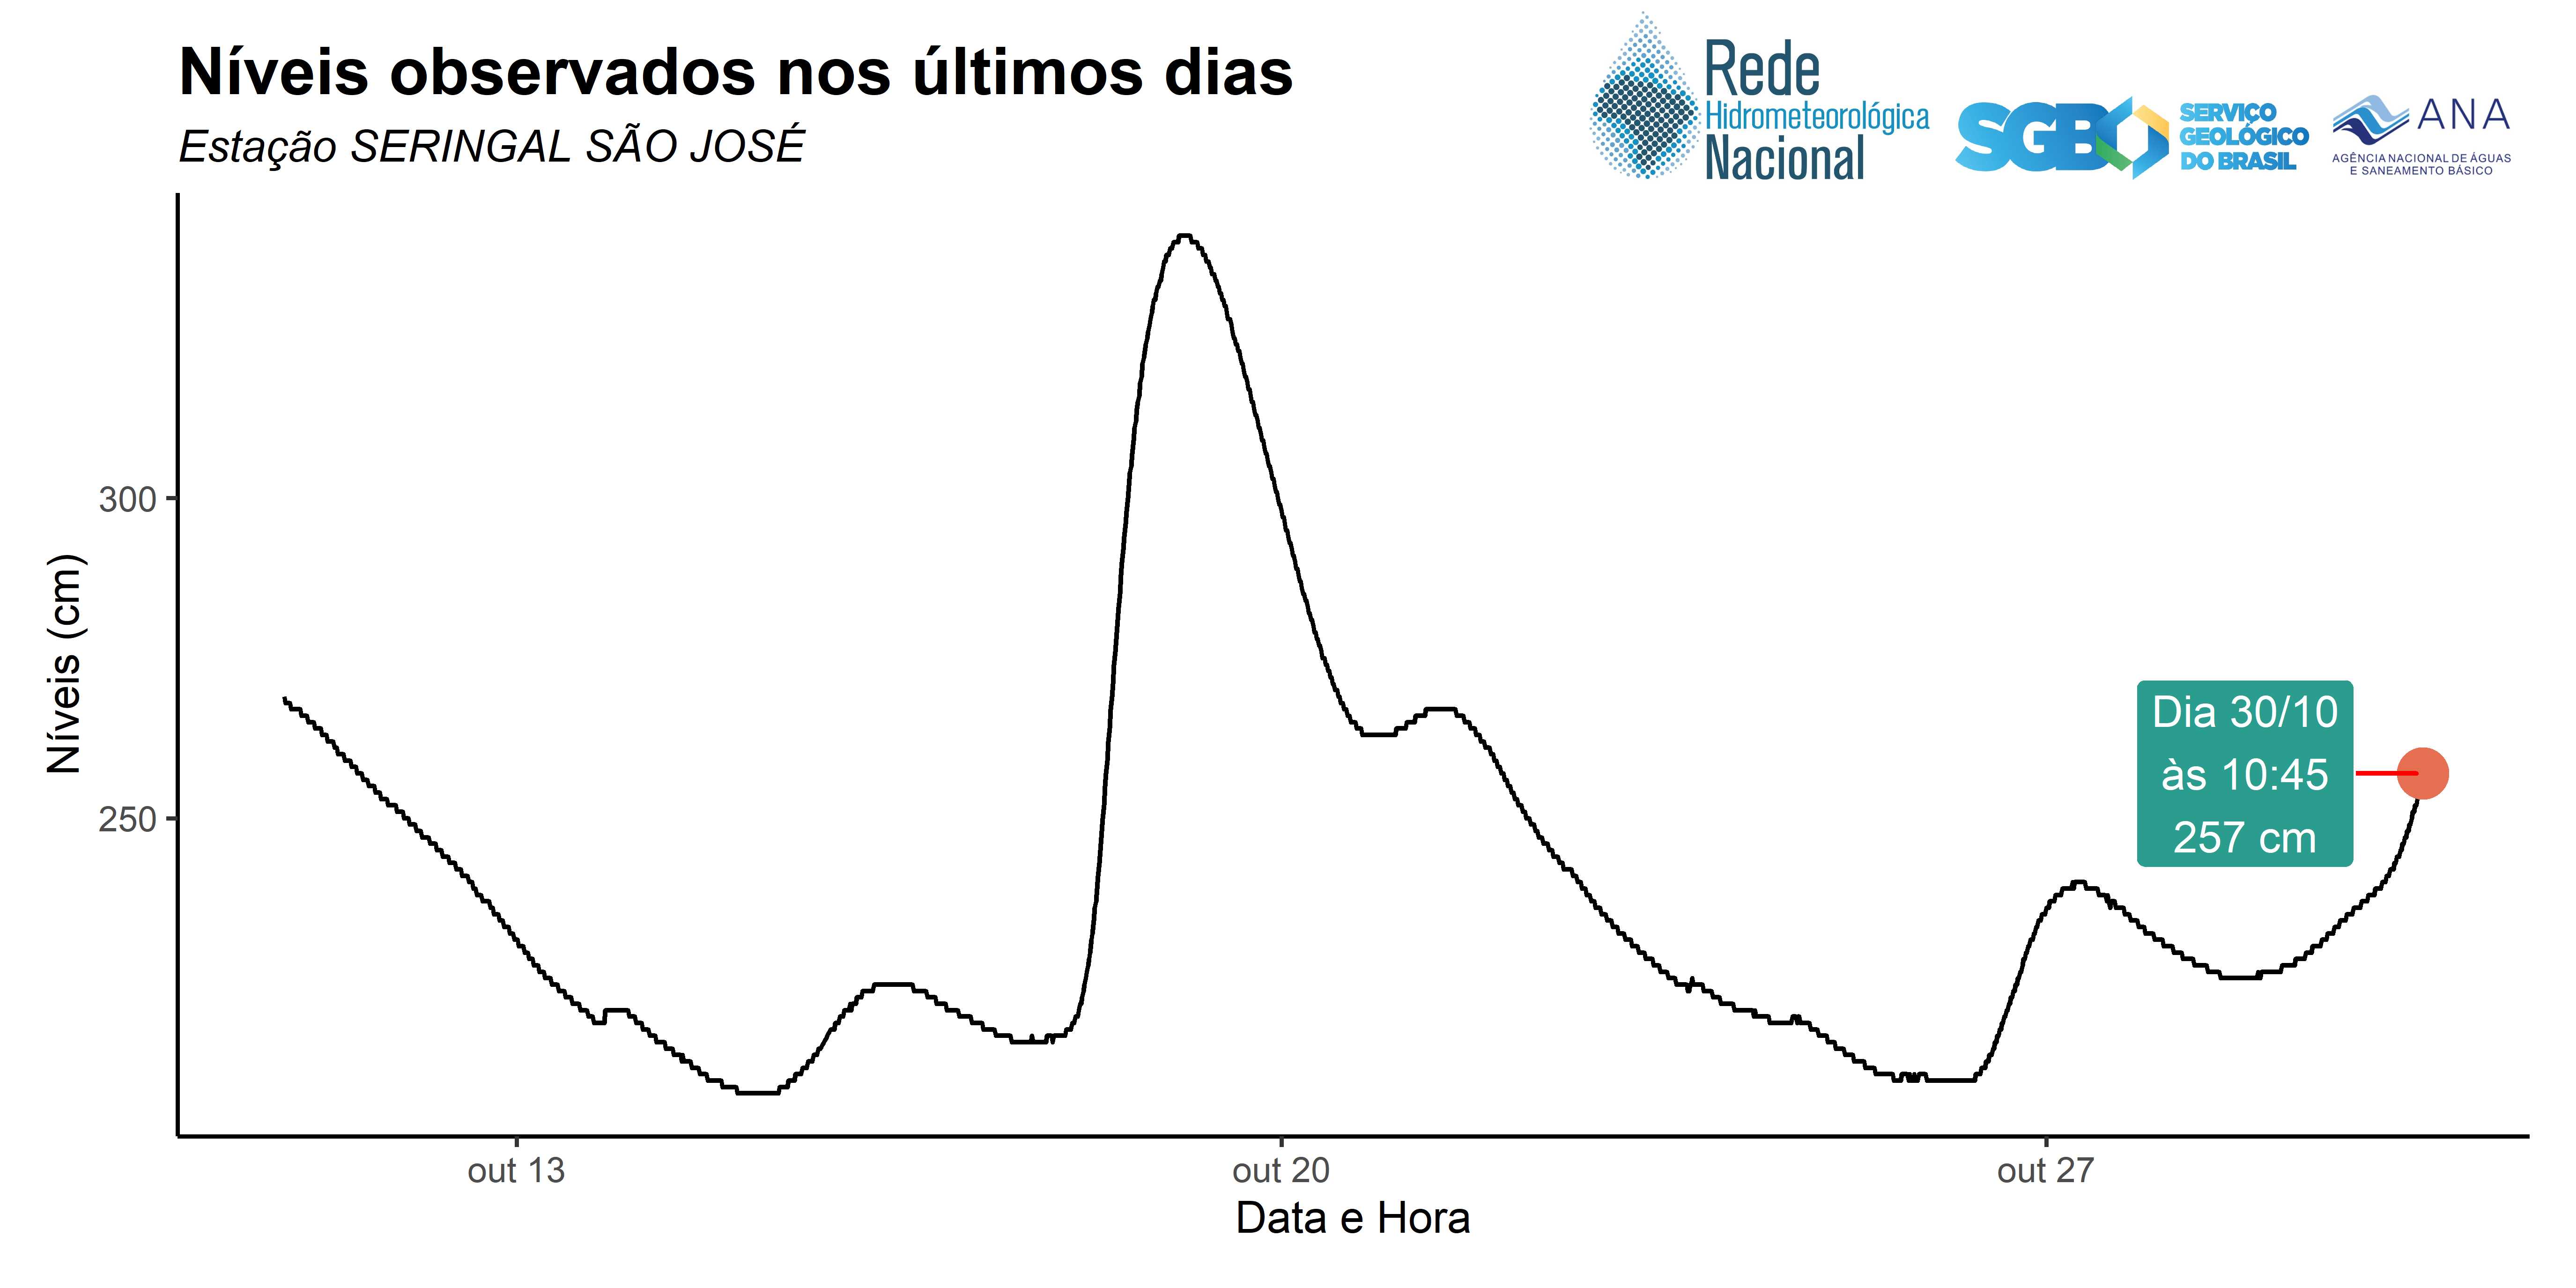 Níveis observados nos últimos dias
Estação SERINGAL SÃO JOSÉ
Rede
Hidrometeorológica
Nacional
SGB
SERVIÇO
GEOLÓGICO
DO BRASIL
ANA
AGÊNCIA NACIONAL DE ÁGUAS
E SANEAMENTO BÁSICO
Níveis (cm)
300
250
Dia 30/10
às 10:45
257 cm
out 13
out 20
out 27
Data e Hora